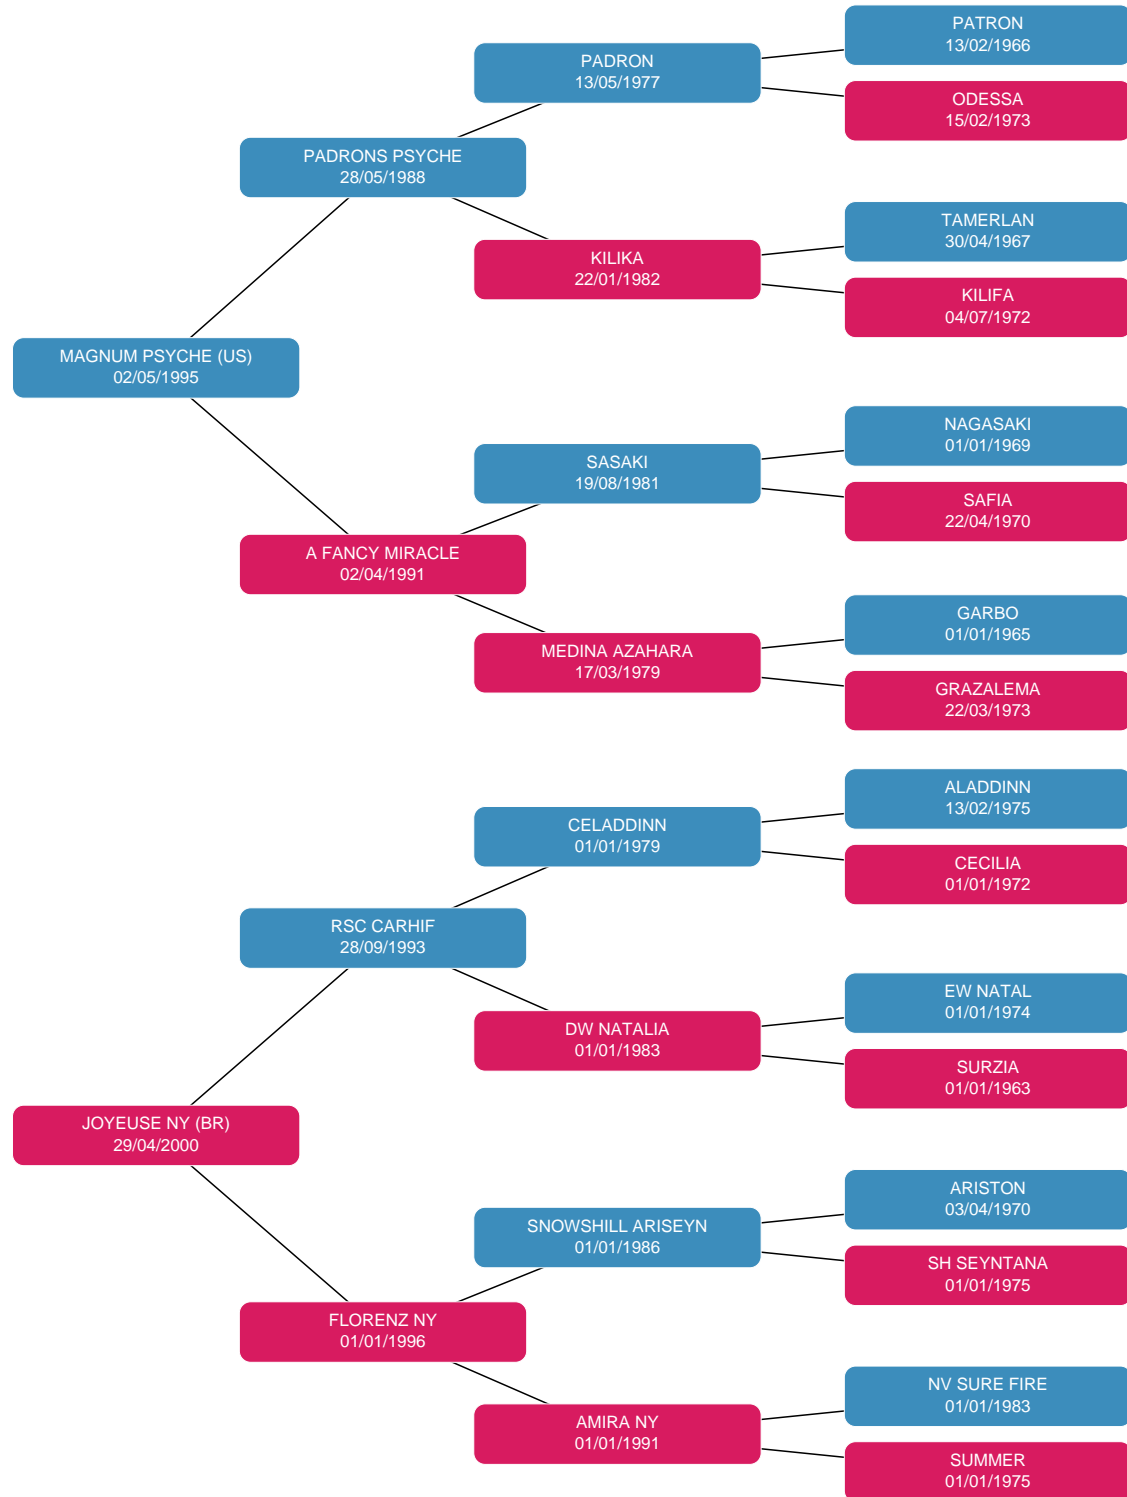 PATRON
13/02/1966
PADRON
13/05/1977
ODESSA
15/02/1973
PADRONS PSYCHE
28/05/1988
TAMERLAN
30/04/1967
KILIKA
22/01/1982
KILIFA
04/07/1972
MAGNUM PSYCHE (US)
02/05/1995
NAGASAKI
01/01/1969
SASAKI
19/08/1981
SAFIA
22/04/1970
A FANCY MIRACLE
02/04/1991
GARBO
01/01/1965
MEDINA AZAHARA
17/03/1979
GRAZALEMA
22/03/1973
ALADDINN
13/02/1975
CELADDINN
01/01/1979
CECILIA
01/01/1972
RSC CARHIF
28/09/1993
EW NATAL
01/01/1974
DW NATALIA
01/01/1983
SURZIA
01/01/1963
JOYEUSE NY (BR)
29/04/2000
ARISTON
03/04/1970
SNOWSHILL ARISEYN
01/01/1986
SH SEYNTANA
01/01/1975
FLORENZ NY
01/01/1996
NV SURE FIRE
01/01/1983
AMIRA NY
01/01/1991
SUMMER
01/01/1975